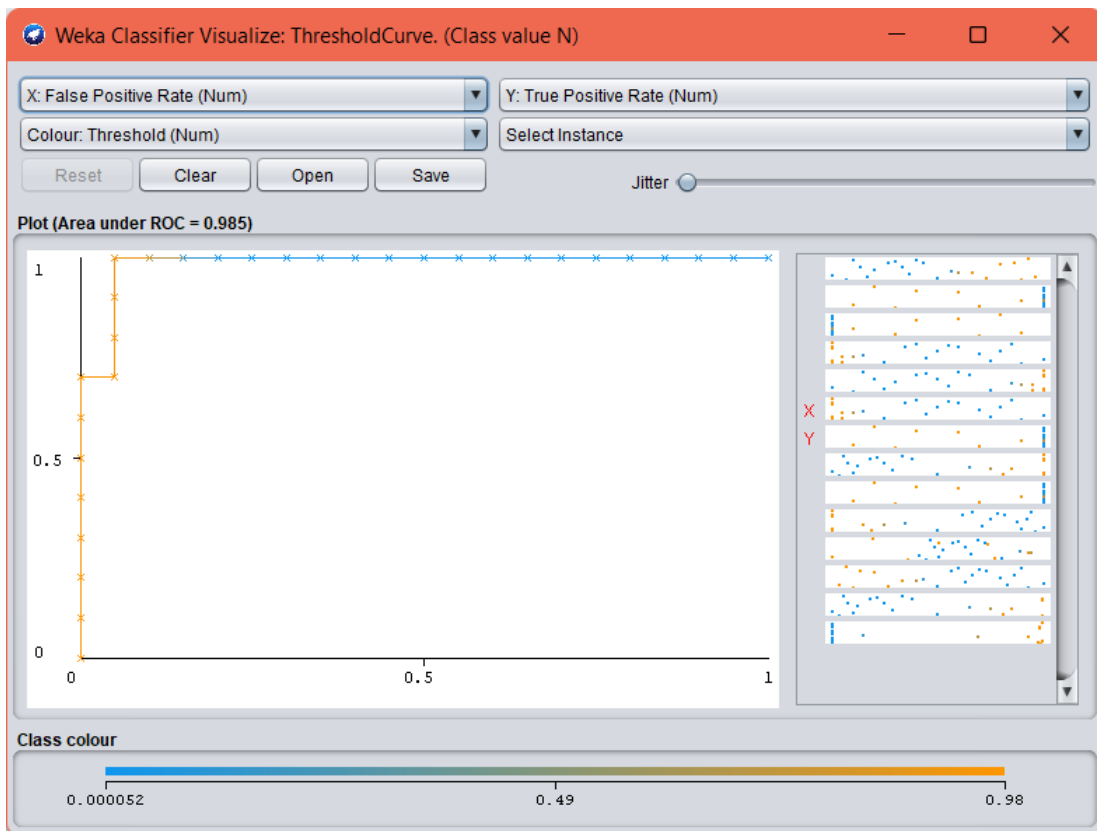 Weka Classifier Visualize: ThresholdCurve. (Class value N)
X: False Positive Rate (Num) Y: True Positive Rate (Num)
Colour: Threshold (Num) Select Instance
Reset Clear Open Save Jitter
Plot (Area under ROC = 0.985)
1
X
Y
0.5
0
0 0.5 1
Class colour
0.000052 0.49 0.98